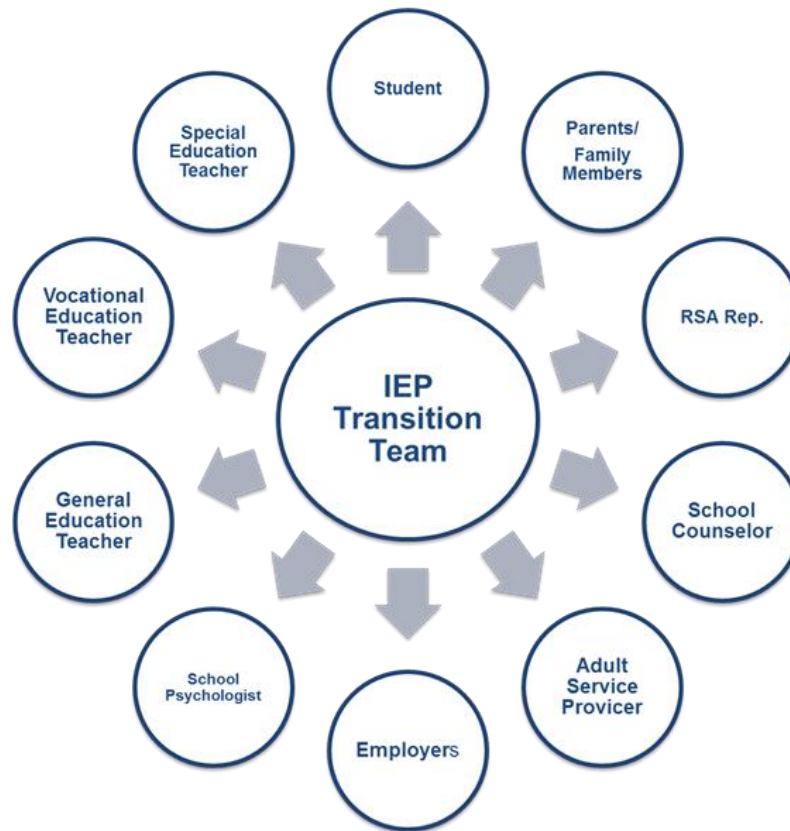 IEP
Transition
Team
Student
Parents/
Family
Members
RSA Rep.
School
Counselor
Adult
Service
Provicer
Employers
School
Psychologist
General
Education
Teacher
Vocational
Education
Teacher
Special
Education
Teacher